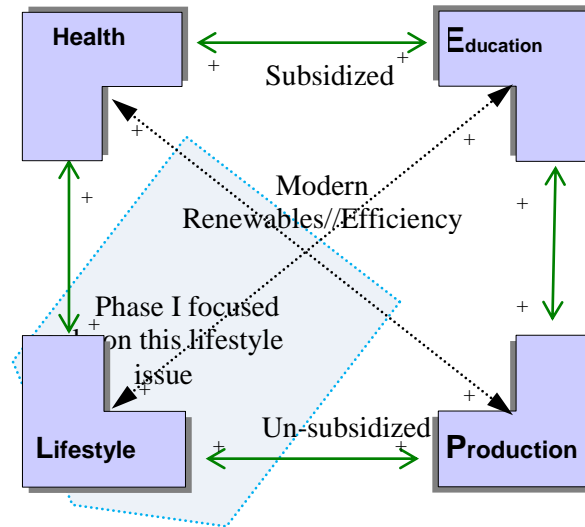 Health
Education
+ +
Subsidized
+ +
Modern
+ +
Renewables//Efficiency
Phase I focused
+
+
on this lifestyle
issue
+ +
Un-subsidized
Lifestyle
+ +
Production